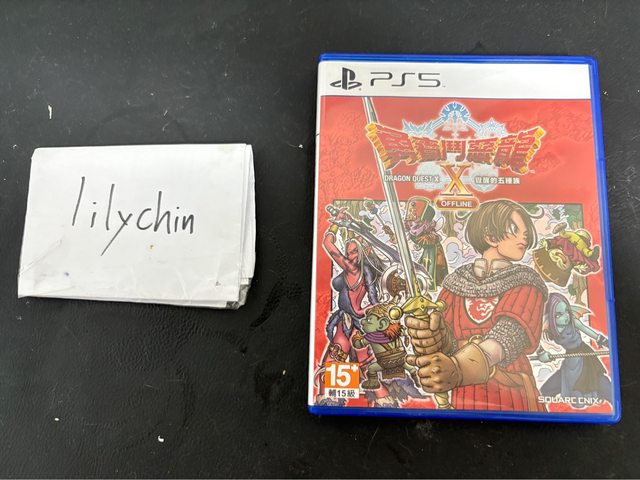 lilychin
PS5
勇者鬥惡龍
DRAGON QUEST X
X
覺醒的五種族
OFFLINE
15+
輔15級
SQUARE ENIX